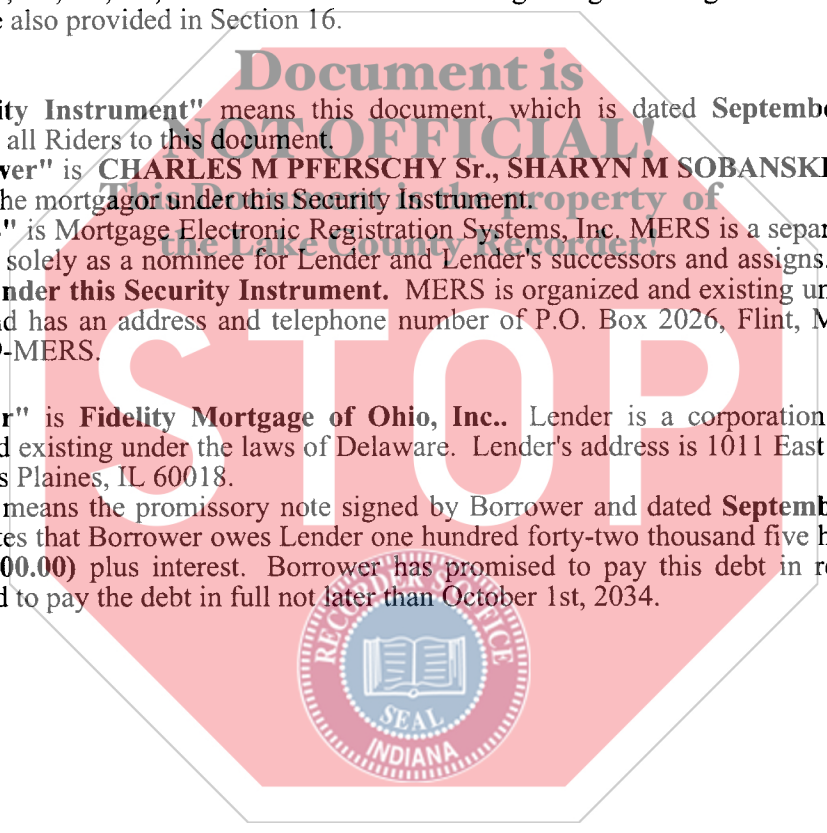 e also provided in Section 16.
Document is
ity Instrument" means this document, which is dated Septembe
NOT OFFICIAL!
all Riders to this document.
wer" is CHARLES M PFERSCHY Sr., SHARYN M SOBANSKI
This Document is the property of
he mortgagor under this Security Instrument.
" is Mortgage Electronic Registration Systems, Inc. MERS is a separ
the Lake County Recorder!
solely as a nominee for Lender and Lender's successors and assigns.
nder this Security Instrument. MERS is organized and existing un
d has an address and telephone number of P.O. Box 2026, Flint, M
-MERS.
STOP
r" is Fidelity Mortgage of Ohio, Inc.. Lender is a corporation
d existing under the laws of Delaware. Lender's address is 1011 East
s Plaines, IL 60018.
means the promissory note signed by Borrower and dated Septemb
tes that Borrower owes Lender one hundred forty-two thousand five h
00.00) plus interest. Borrower has promised to pay this debt in re
d to pay the debt in full not later than October 1st, 2034.
RECORDER'S OFFICE
SEAL
INDIANA